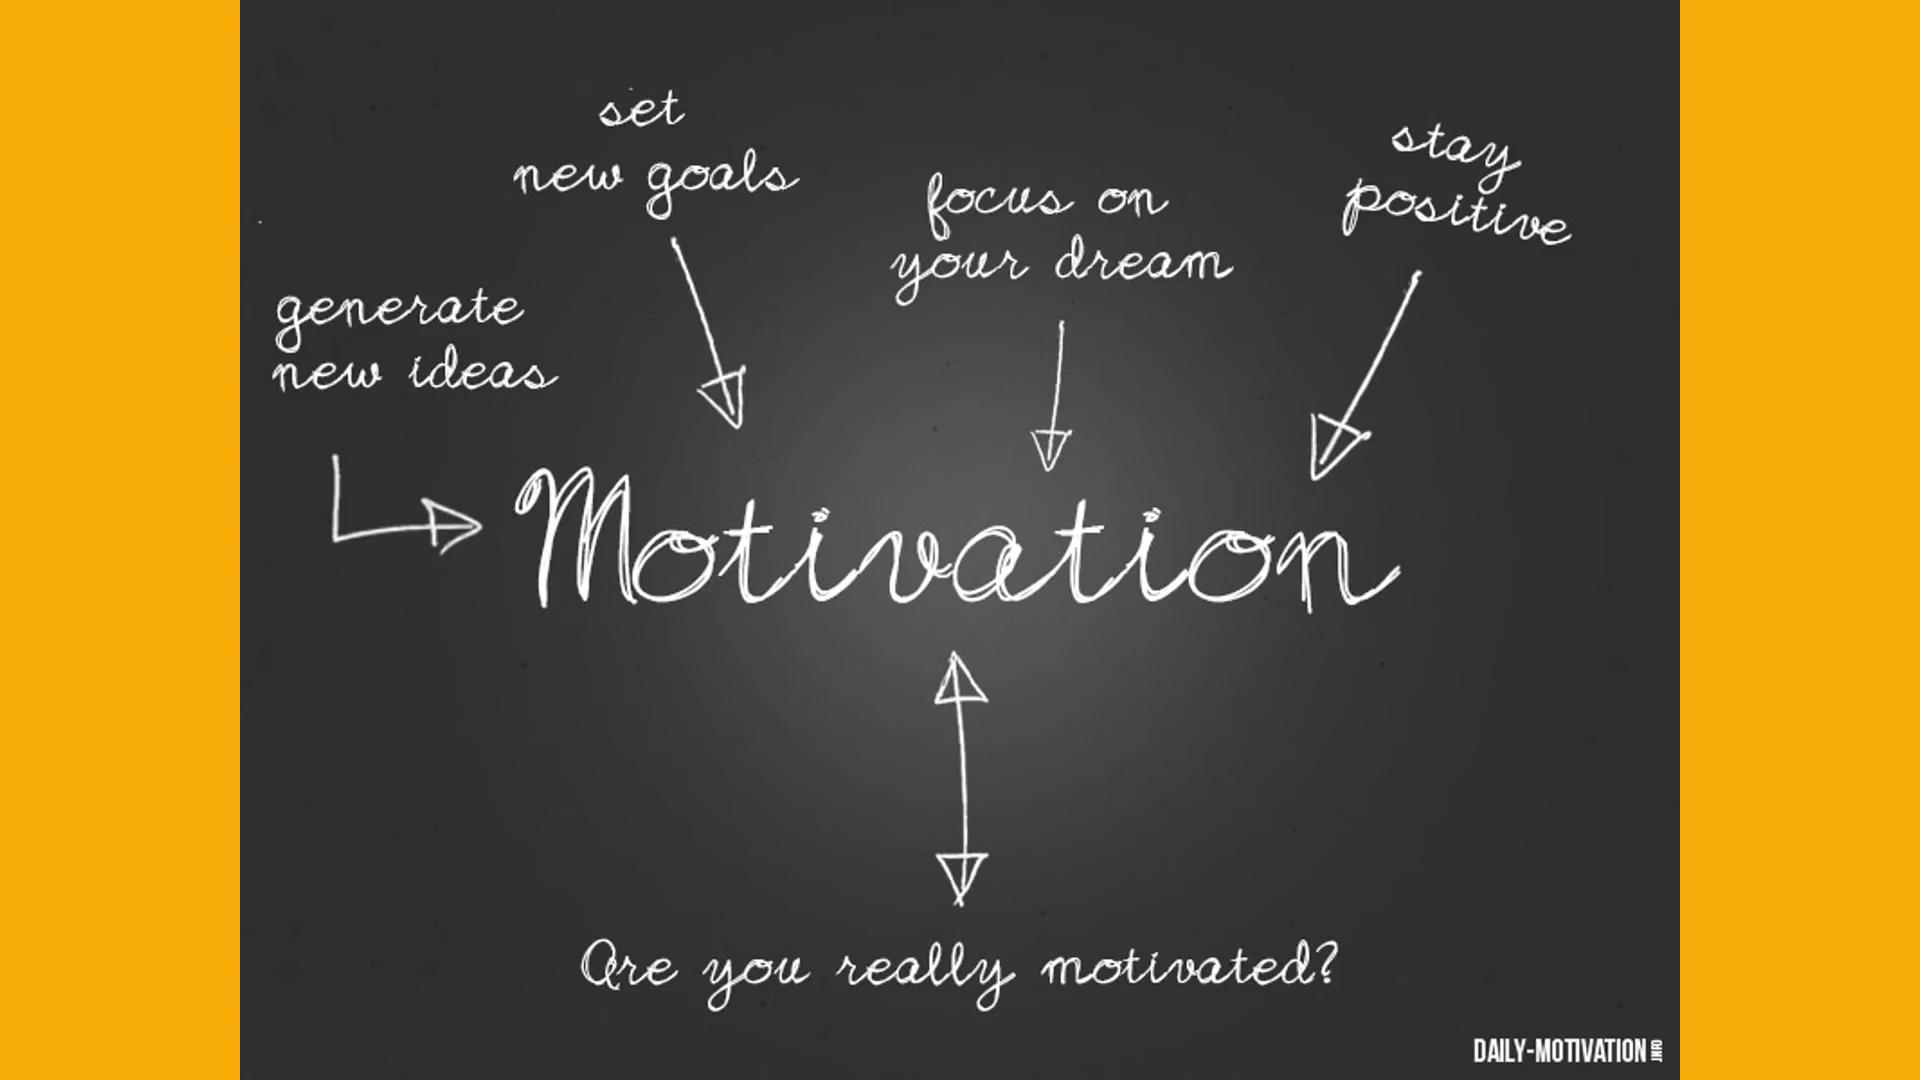 set
new goals
focus on
your dream
stay
positive
generate
new ideas
Motivation
Are you really motivated?
DAILY-MOTIVATION.INFO